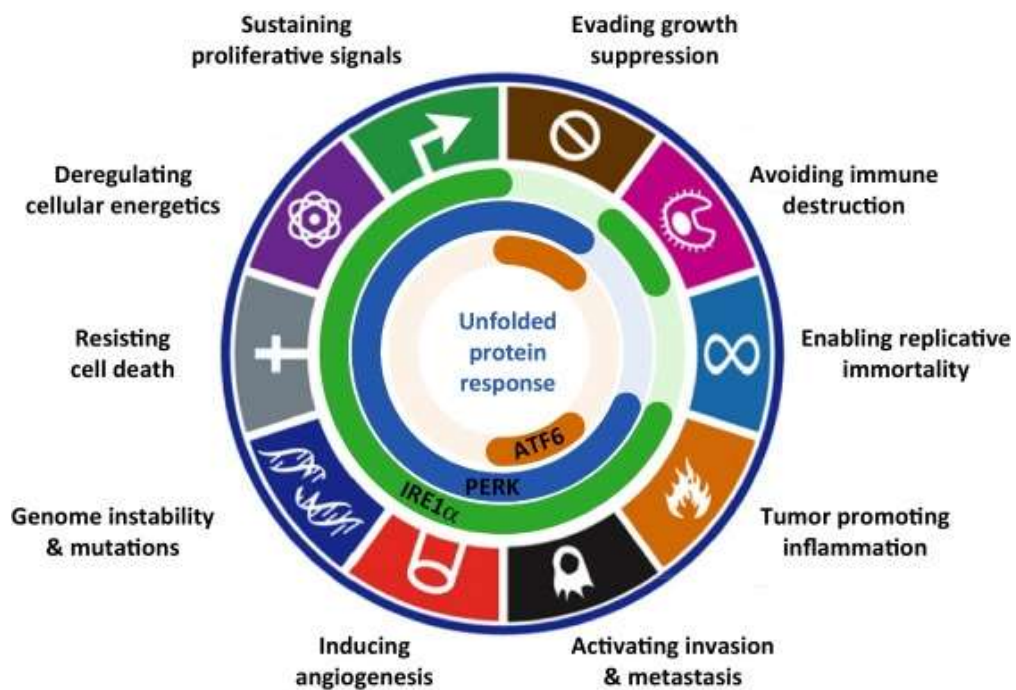 Sustaining
proliferative signals
Evading growth
suppression
Deregulating
cellular energetics
Avoiding immune
destruction
Resisting
cell death
Unfolded
protein
response
Enabling replicative
immortality
ATF6
PERK
IRE1α
Genome instability
& mutations
Tumor promoting
inflammation
Inducing
angiogenesis
Activating invasion
& metastasis